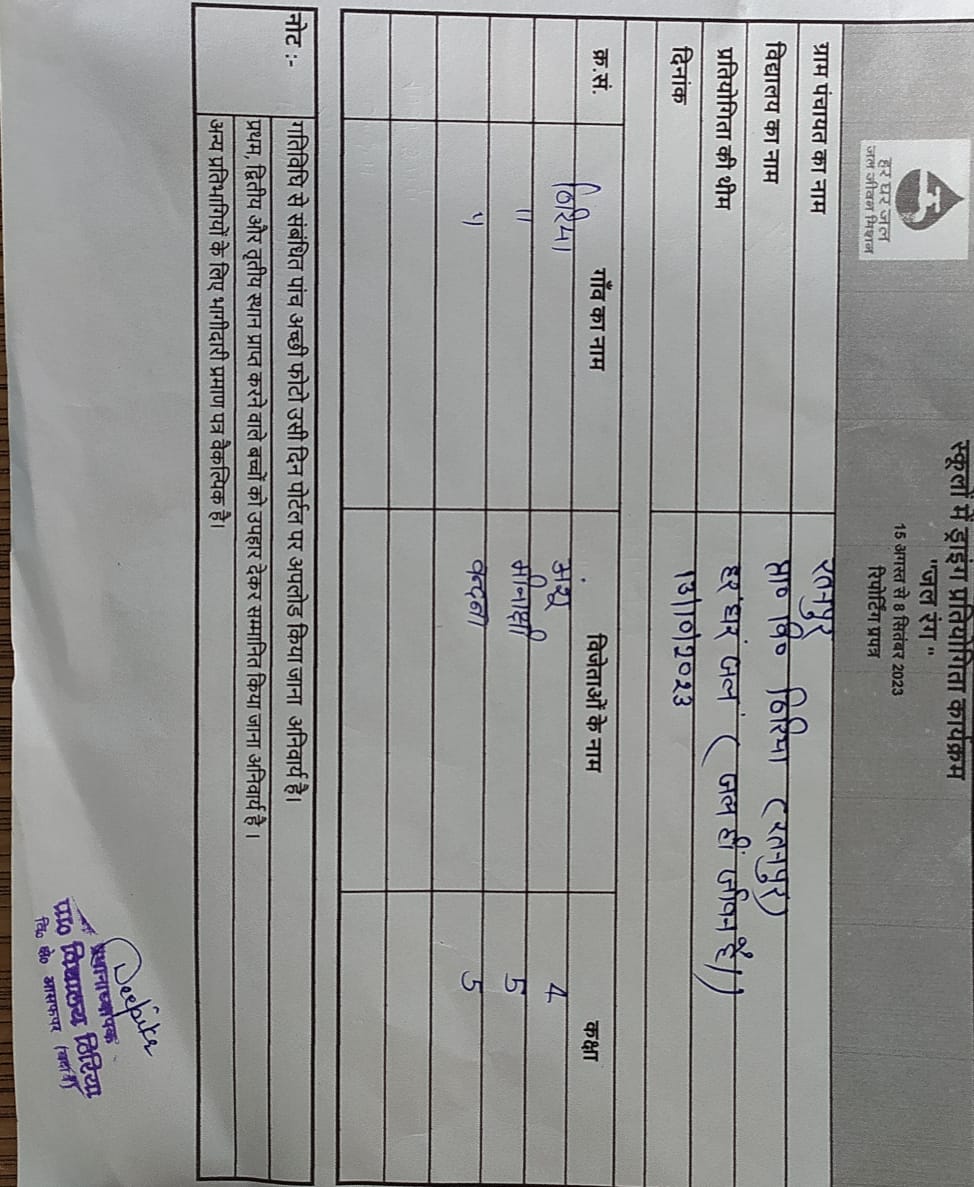 हर घर जल
जल जीवन मिशन
स्कूलों में ड्राइंग प्रतियोगिता कार्यक्रम
"जल रंग"
15 अगस्त से 8 सितंबर 2023
रिपोर्टिंग प्रपत्र
ग्राम पंचायत का नाम रतनपुर
विद्यालय का नाम प्रा० वि० ठिरिया (रतनपुर)
प्रतियोगिता की थीम हर घर जल (जल ही जीवन है))
दिनांक 13/10/2023
क्र.सं. गाँव का नाम विजेताओं के नाम कक्षा
ठिरिया अंशु 4
" मीनाक्षी 5
" 5
नोट :- गतिविधि से संबंधित पांच अच्छी फोटो उसी दिन पोर्टल पर अपलोड किया जाना अनिवार्य है।
प्रथम, द्वितीय और तृतीय स्थान प्राप्त करने वाले बच्चों को उपहार देकर सम्मानित किया जाना अनिवार्य है।
अन्य प्रतिभागियों के लिए भागीदारी प्रमाण पत्र वैकल्पिक है।
Deepika
प्रधानाध्यापक
प्रा० विद्यालय ठिरिया